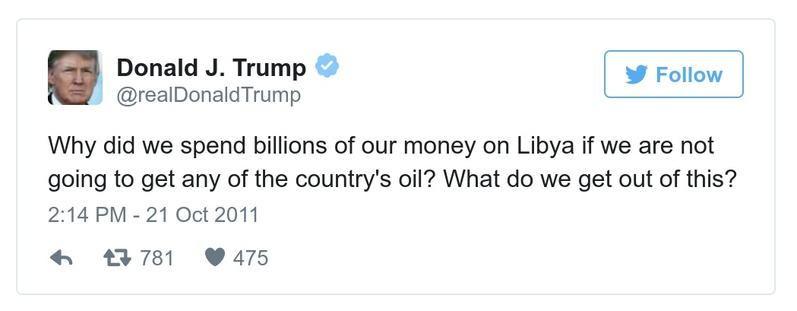 Donald J. Trump
@realDonaldTrump
Follow
Why did we spend billions of our money on Libya if we are not
going to get any of the country's oil? What do we get out of this?
2:14 PM - 21 Oct 2011
781 475